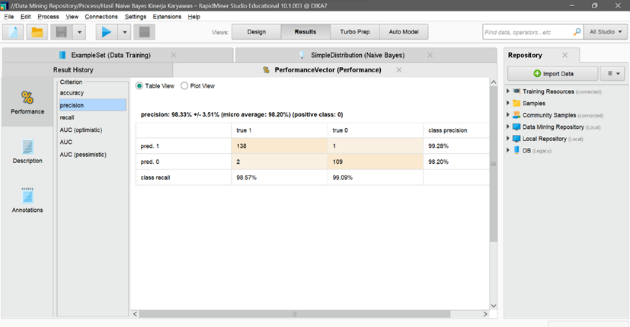 //Data Mining Repository/Process/Hasil Naive Bayes Kinerja Karyawan – RapidMiner Studio Educational 10.1.003 @ DIKA7
File Edit Process View Connections Settings Extensions Help
Views: Design Results Turbo Prep Auto Model Find data, operators...etc All Studio
ExampleSet (Data Training) SimpleDistribution (Naive Bayes)
Result History PerformanceVector (Performance)
Repository
Import Data
Training Resources (connected)
Samples
Community Samples (connected)
Data Mining Repository (Local)
Local Repository (Local)
DB (Legacy)
Performance
Description
Annotations
Criterion
accuracy
precision
recall
AUC (optimistic)
AUC
AUC (pessimistic)
Table View Plot View
precision: 98.33% +/- 3.51% (micro average: 98.20%) (positive class: 0)
true 1 true 0 class precision
pred. 1 138 1 99.28%
pred. 0 2 109 98.20%
class recall 98.57% 99.09%